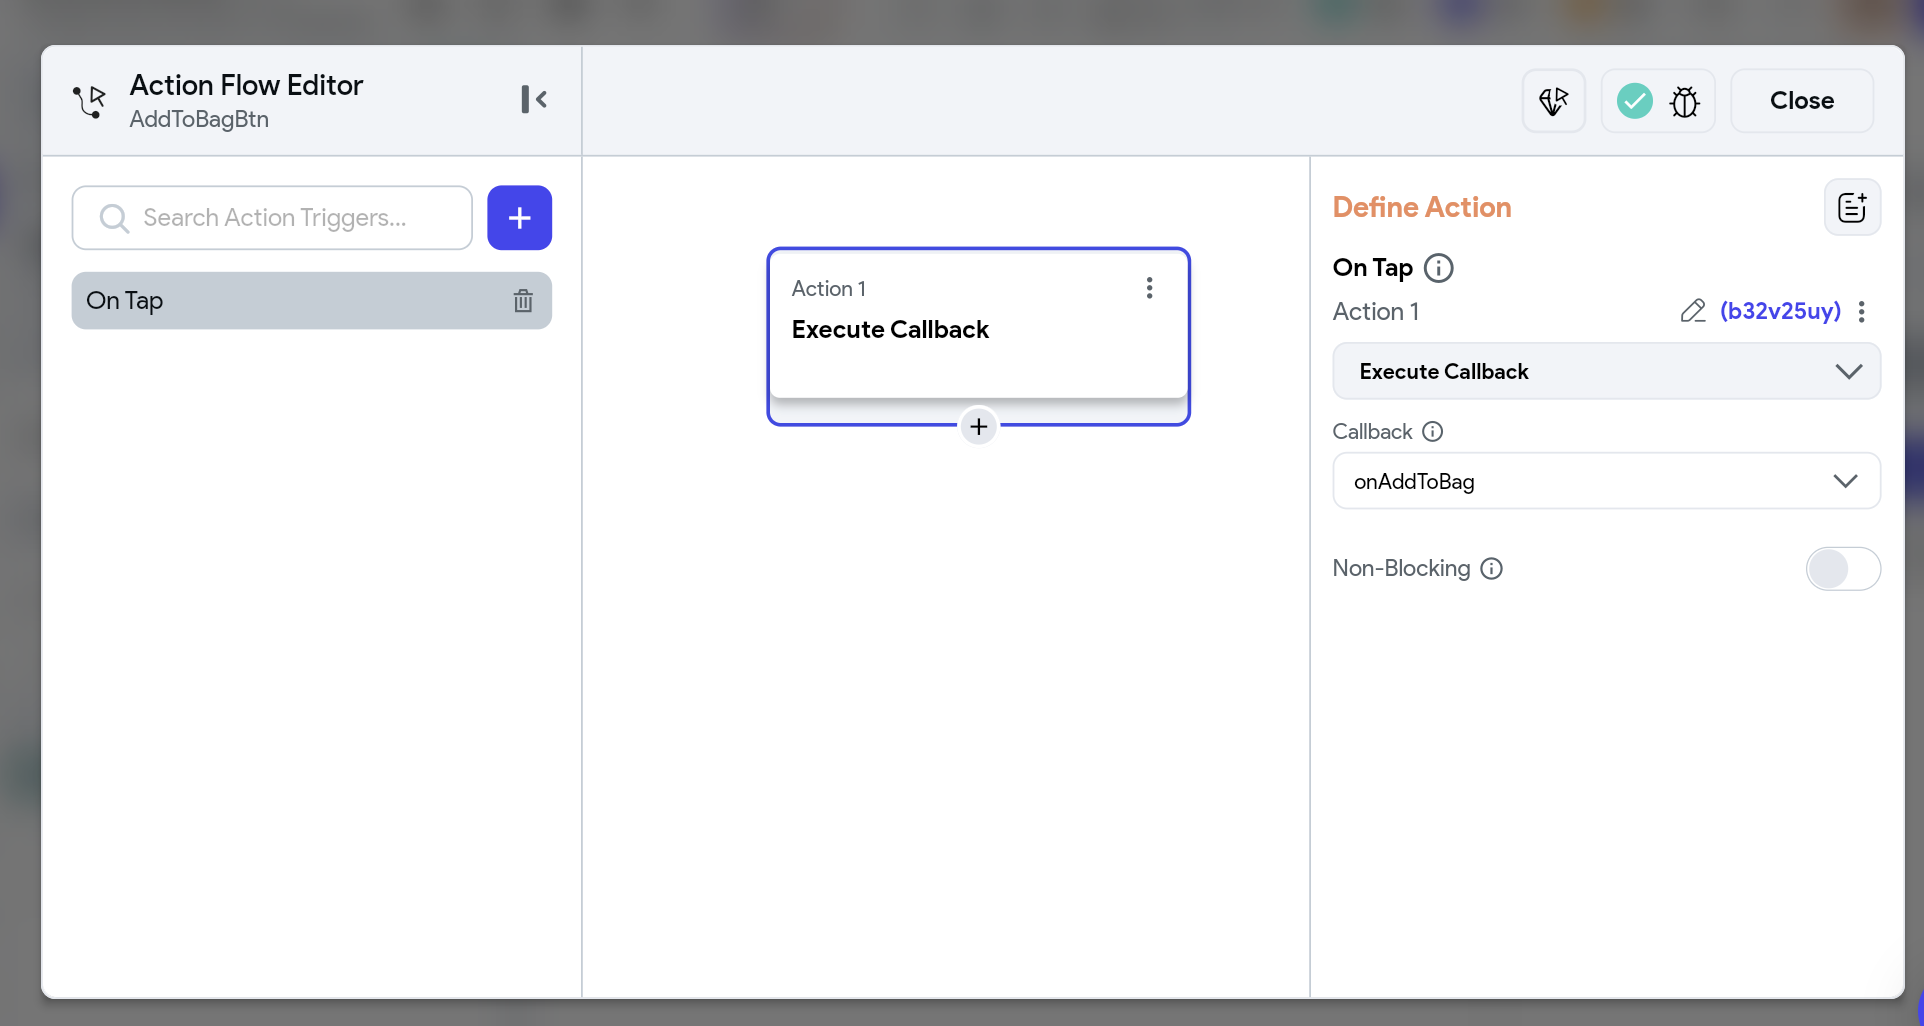 Action Flow Editor
AddToBagBtn
Close
Search Action Triggers...
On Tap
Action 1
Execute Callback
Define Action
On Tap
Action 1
(b32v25uy)
Execute Callback
Callback
onAddToBag
Non-Blocking